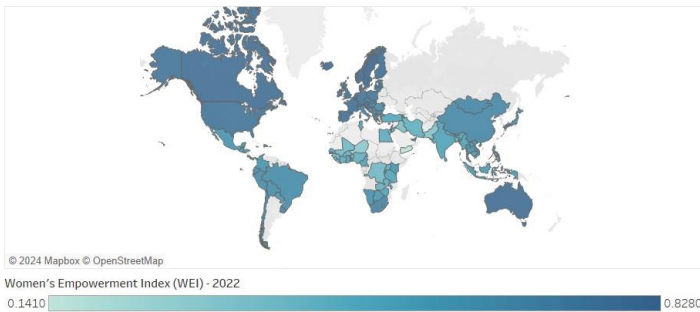 © 2024 Mapbox © OpenStreetMap
Women's Empowerment Index (WEI) - 2022
0.1410 0.8280